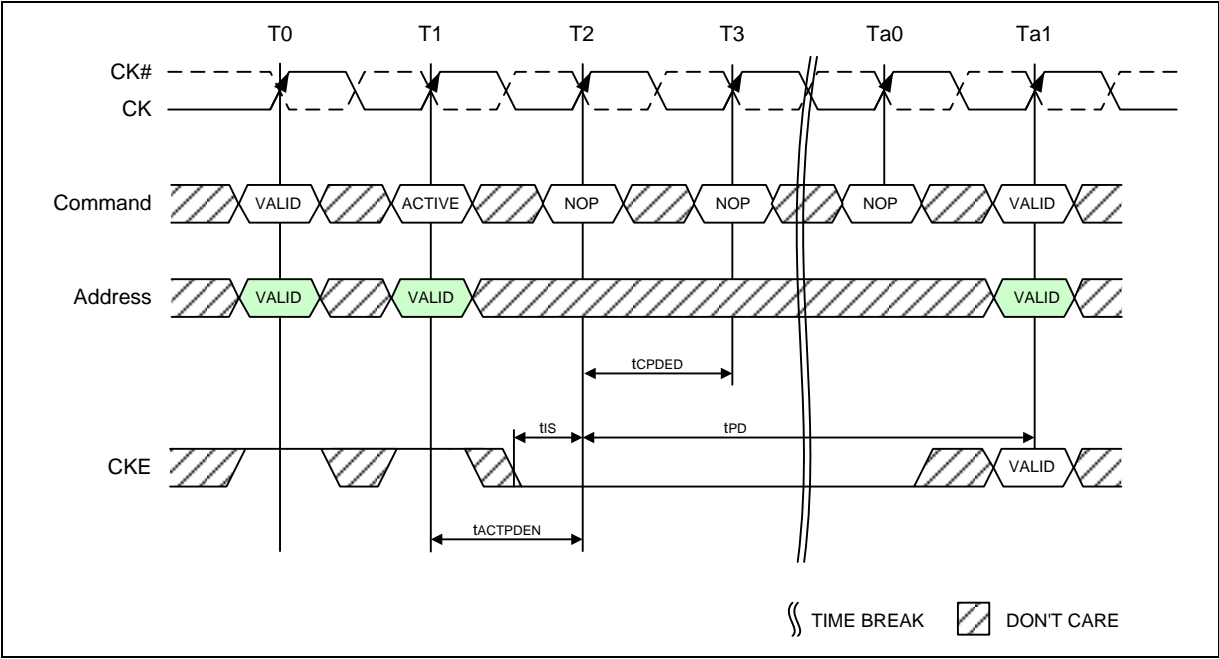 T0 T1 T2 T3 Ta0 Ta1
CK#
CK
Command VALID ACTIVE NOP NOP NOP VALID
Address VALID VALID VALID
tCPDED
tIS tPD
CKE VALID
tACTPDEN
TIME BREAK DON'T CARE